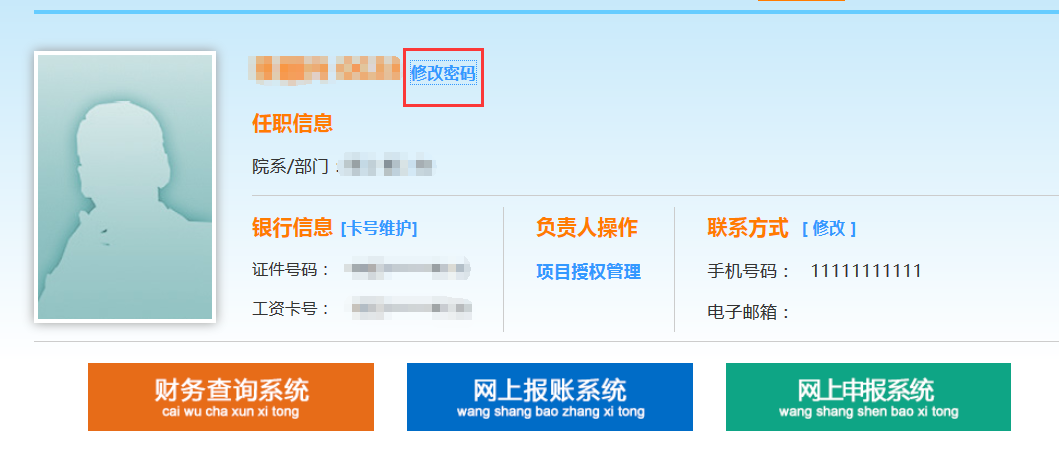 修改密码
任职信息
院系/部门：
银行信息 [卡号维护]
证件号码：
工资卡号：
负责人操作
项目授权管理
联系方式 [ 修改 ]
手机号码： 11111111111
电子邮箱：
财务查询系统
cai wu cha xun xi tong
网上报账系统
wang shang bao zhang xi tong
网上申报系统
wang shang shen bao xi tong